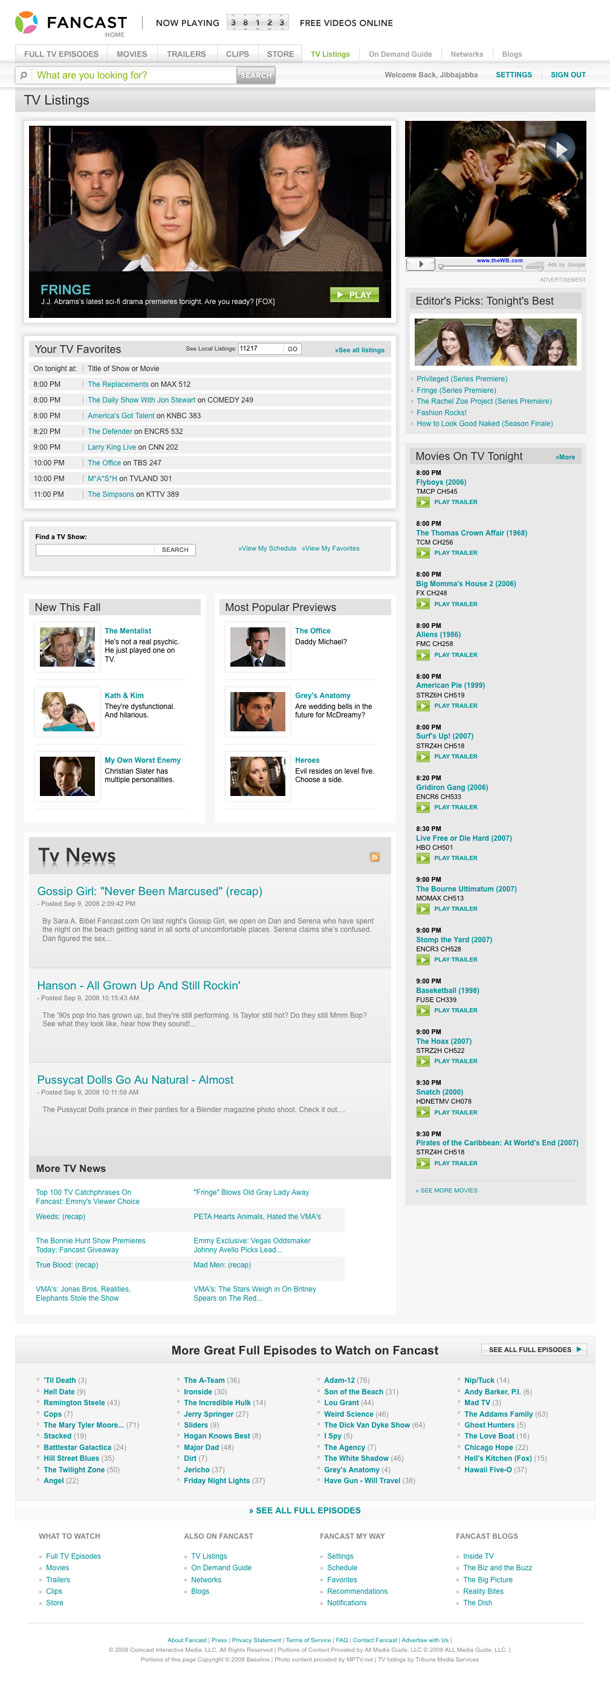 FANCAST
HOME
NOW PLAYING 38123 FREE VIDEOS ONLINE
FULL TV EPISODES MOVIES TRAILERS CLIPS STORE TV Listings On Demand Guide Networks Blogs
What are you looking for? SEARCH Welcome Back, Jibbajabba SETTINGS SIGN OUT
TV Listings
FRINGE
J.J. Abrams's latest sci-fi drama premieres tonight. Are you ready? [FOX]
PLAY
www.theWB.com
Ads by Google
ADVERTISEMENT
Your TV Favorites See Local Listings: 11217 GO »See all listings
On tonight at: Title of Show or Movie
8:00 PM The Replacements on MAX 512
8:00 PM The Daily Show With Jon Stewart on COMEDY 249
8:00 PM America's Got Talent on KNBC 383
8:20 PM The Defender on ENCR5 532
9:00 PM Larry King Live on CNN 202
10:00 PM The Office on TBS 247
10:00 PM M*A*S*H on TVLAND 301
11:00 PM The Simpsons on KTTV 389
Find a TV Show:
SEARCH »View My Schedule »View My Favorites
New This Fall
The Mentalist
He's not a real psychic.
He just played one on
TV.
Kath & Kim
They're dysfunctional.
And hilarious.
My Own Worst Enemy
Christian Slater has
multiple personalities.
Most Popular Previews
The Office
Daddy Michael?
Grey's Anatomy
Are wedding bells in the
future for McDreamy?
Heroes
Evil resides on level five.
Choose a side.
Tv News
Gossip Girl: "Never Been Marcused" (recap)
- Posted Sep 9, 2008 2:09:42 PM
By Sara A. Bibel Fancast.com On last night's Gossip Girl, we open on Dan and Serena who have spent
the night on the beach getting sand in all sorts of uncomfortable places. Serena claims she's confused.
Dan figured the sex...
Hanson - All Grown Up And Still Rockin'
- Posted Sep 9, 2008 10:15:43 AM
The '90s pop trio has grown up, but they're still performing. Is Taylor still hot? Do they still Mmm Bop?
See what they look like, hear how they sound!...
Pussycat Dolls Go Au Natural - Almost
- Posted Sep 9, 2008 10:11:59 AM
The Pussycat Dolls prance in their panties for a Blender magazine photo shoot. Check it out....
More TV News
Top 100 TV Catchphrases On
Fancast: Emmy's Viewer Choice
"Fringe" Blows Old Gray Lady Away
Weeds: (recap)
PETA Hearts Animals, Hated the VMA's
The Bonnie Hunt Show Premieres
Today; Fancast Giveaway
Emmy Exclusive: Vegas Oddsmaker
Johnny Avello Picks Lead...
True Blood: (recap)
Mad Men: (recap)
VMA's: Jonas Bros, Realities,
Elephants Stole the Show
VMA's: The Stars Weigh in On Britney
Spears on The Red...
Editor's Picks: Tonight's Best
Privileged (Series Premiere)
Fringe (Series Premiere)
The Rachel Zoe Project (Series Premiere)
Fashion Rocks!
How to Look Good Naked (Season Finale)
Movies On TV Tonight »More
8:00 PM
Flyboys (2006)
TMCP CH545
PLAY TRAILER
8:00 PM
The Thomas Crown Affair (1968)
TCM CH256
PLAY TRAILER
8:00 PM
Big Momma's House 2 (2006)
FX CH248
PLAY TRAILER
8:00 PM
Aliens (1986)
FMC CH258
PLAY TRAILER
8:00 PM
American Pie (1999)
STRZ6H CH519
PLAY TRAILER
8:00 PM
Surf's Up! (2007)
STRZ4H CH518
PLAY TRAILER
8:20 PM
Gridiron Gang (2006)
ENCR6 CH533
PLAY TRAILER
8:30 PM
Live Free or Die Hard (2007)
HBO CH501
PLAY TRAILER
9:00 PM
The Bourne Ultimatum (2007)
MOMAX CH513
PLAY TRAILER
9:00 PM
Stomp the Yard (2007)
ENCR3 CH528
PLAY TRAILER
9:00 PM
Baseketball (1998)
FUSE CH339
PLAY TRAILER
9:00 PM
The Hoax (2007)
STRZ2H CH522
PLAY TRAILER
9:30 PM
Snatch (2000)
HDNETMV CH078
PLAY TRAILER
9:30 PM
Pirates of the Caribbean: At World's End (2007)
STRZ4H CH518
PLAY TRAILER
» SEE MORE MOVIES
More Great Full Episodes to Watch on Fancast SEE ALL FULL EPISODES
'Til Death (3)
Hell Date (9)
Remington Steele (43)
Cops (7)
The Mary Tyler Moore... (71)
Stacked (19)
Battlestar Galactica (24)
Hill Street Blues (35)
The Twilight Zone (50)
Angel (22)
The A-Team (36)
Ironside (30)
The Incredible Hulk (14)
Jerry Springer (27)
Sliders (9)
Hogan Knows Best (8)
Major Dad (48)
Dirt (7)
Jericho (37)
Friday Night Lights (37)
Adam-12 (76)
Son of the Beach (31)
Lou Grant (44)
Weird Science (46)
The Dick Van Dyke Show (64)
I Spy (5)
The Agency (7)
The White Shadow (46)
Grey's Anatomy (4)
Have Gun - Will Travel (38)
Nip/Tuck (14)
Andy Barker, P.I. (6)
Mad TV (3)
The Addams Family (63)
Ghost Hunters (5)
The Love Boat (16)
Chicago Hope (22)
Hell's Kitchen (Fox) (15)
Hawaii Five-O (37)
» SEE ALL FULL EPISODES
WHAT TO WATCH
Full TV Episodes
Movies
Trailers
Clips
Store
ALSO ON FANCAST
TV Listings
On Demand Guide
Networks
Blogs
FANCAST MY WAY
Settings
Schedule
Favorites
Recommendations
Notifications
FANCAST BLOGS
Inside TV
The Biz and the Buzz
The Big Picture
Reality Bites
The Dish
About Fancast | Press | Privacy Statement | Terms of Service | FAQ | Contact Fancast | Advertise with Us |
© 2008 Comcast Interactive Media, LLC. All Rights Reserved | Portions of Content Provided by All Media Guide, LLC © 2008 ALL Media Guide, LLC. |
Portions of this page Copyright © 2008 Baseline | Photo content provided by MPTV.net | TV listings by Tribune Media Services